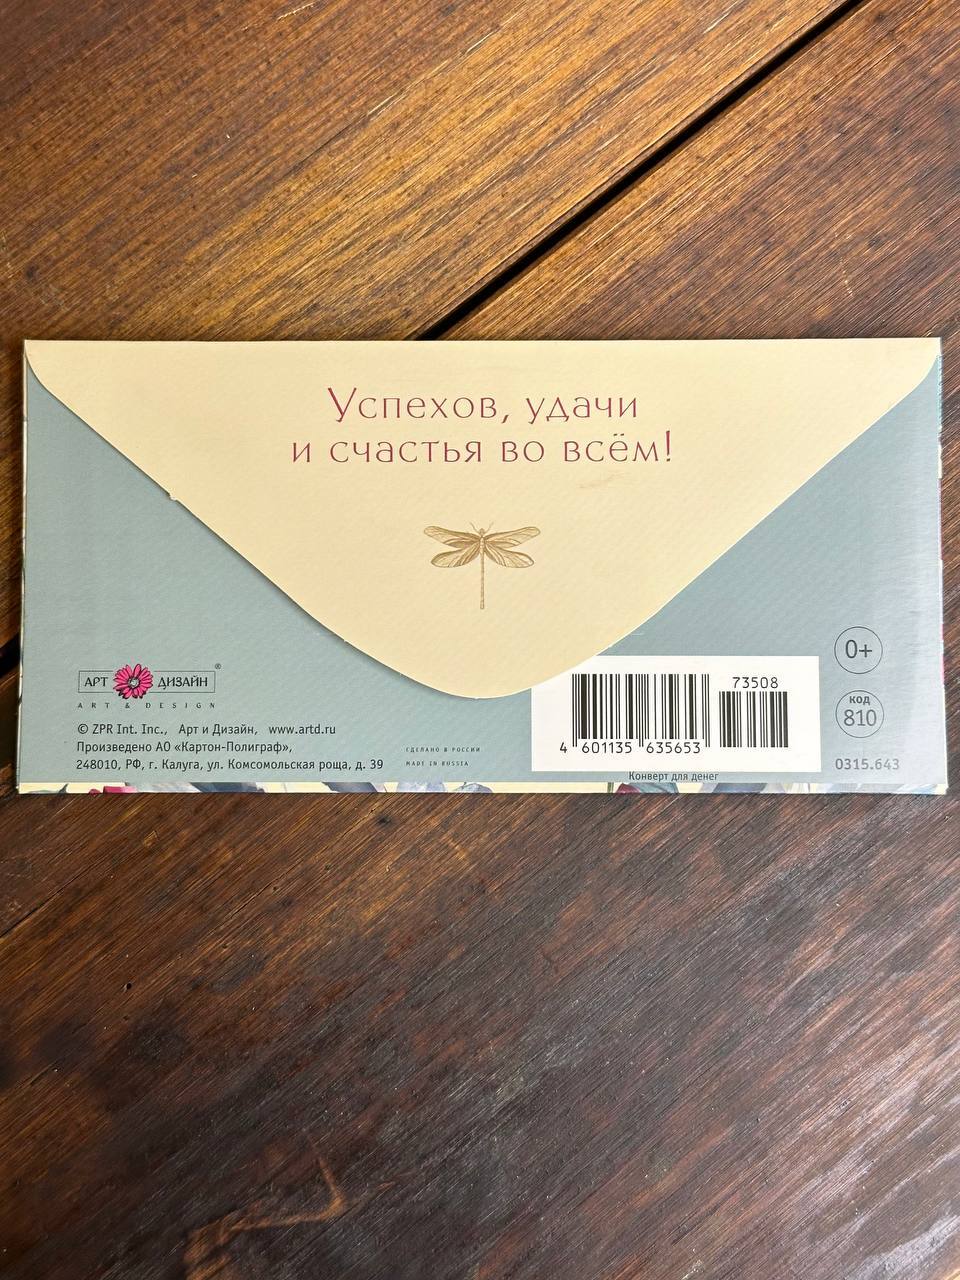 Успехов, удачи
и счастья во всём!
АРТ ДИЗАЙН ®
ART & DESIGN
© ZPR Int. Inc., Арт и Дизайн, www.artd.ru
Произведено АО «Картон-Полиграф»,
248010, РФ, г. Калуга, ул. Комсомольская роща, д. 39
СДЕЛАНО В РОССИИ
MADE IN RUSSIA
73508
4 601135 635653
Конверт для денег
0+
код
810
0315.643